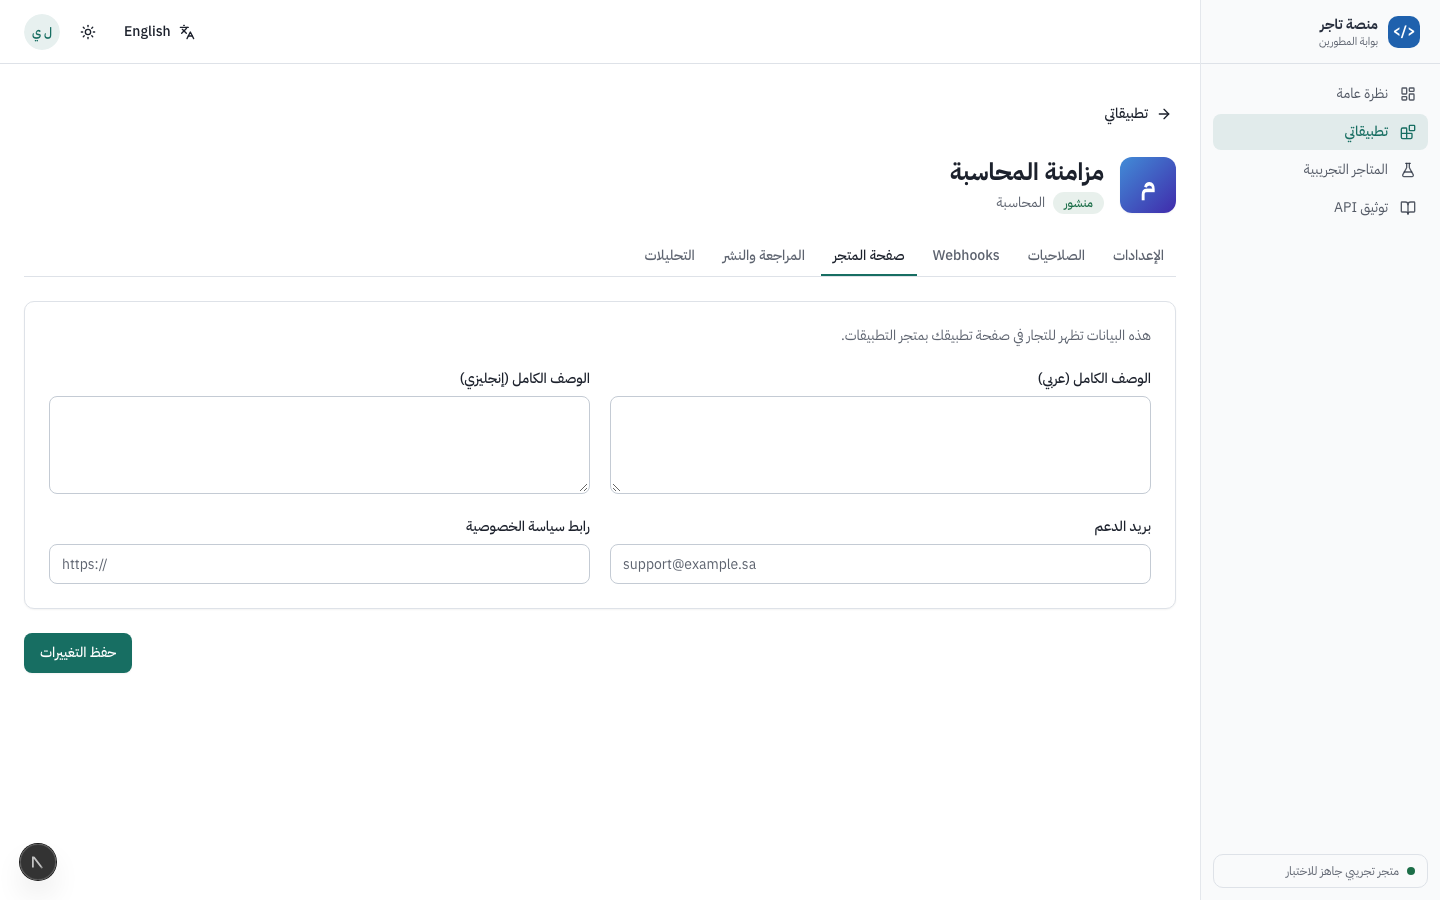 منصة تاجر
بوابة المطورين
</>
English
ل ي
نظرة عامة
تطبيقاتي
المتاجر التجريبية
توثيق API
متجر تجريبي جاهز للاختبار
تطبيقاتي
م
مزامنة المحاسبة
منشور
المحاسبة
الإعدادات
الصلاحيات
Webhooks
صفحة المتجر
المراجعة والنشر
التحليلات
هذه البيانات تظهر للتجار في صفحة تطبيقك بمتجر التطبيقات.
الوصف الكامل (عربي)
الوصف الكامل (إنجليزي)
بريد الدعم
support@example.sa
رابط سياسة الخصوصية
https://
حفظ التغييرات